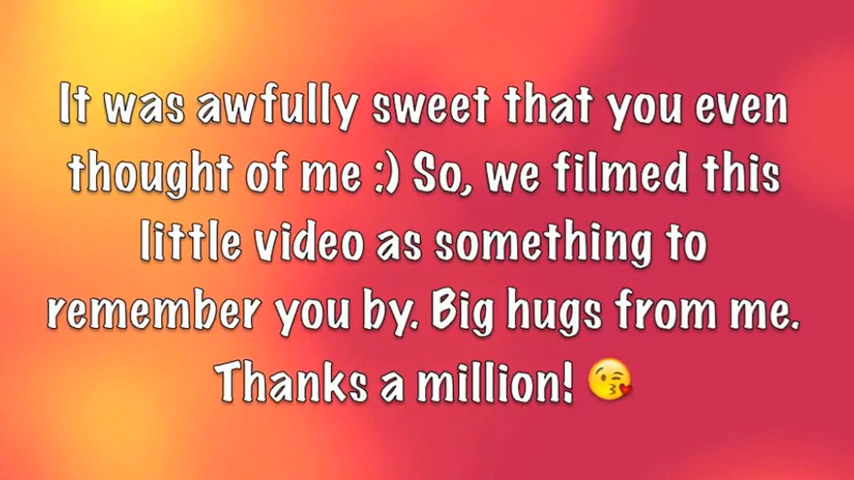 It was awfully sweet that you even
thought of me :) So, we filmed this
little video as something to
remember you by. Big hugs from me.
Thanks a million! 😘